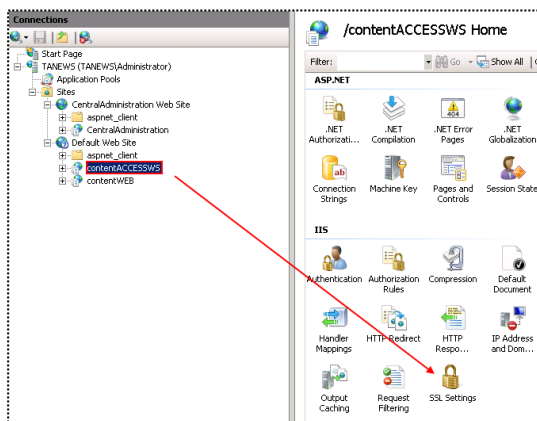 Connections
Start Page
TANEWS (TANEWS\Administrator)
Application Pools
Sites
CentralAdministration Web Site
aspnet_client
CentralAdministration
Default Web Site
aspnet_client
contentACCESSWS
contentWEB
/contentACCESSWS Home
Filter: Go Show All
ASP.NET
.NET Authorizati... .NET Compilation .NET Error Pages .NET Globalization
404
ab
Connection Strings Machine Key Pages and Controls Session State
IIS
Authentication Authorization Rules Compression Default Document
Handler Mappings HTTP Redirect HTTP Respo... IP Address and Dom...
Output Caching Request Filtering SSL Settings